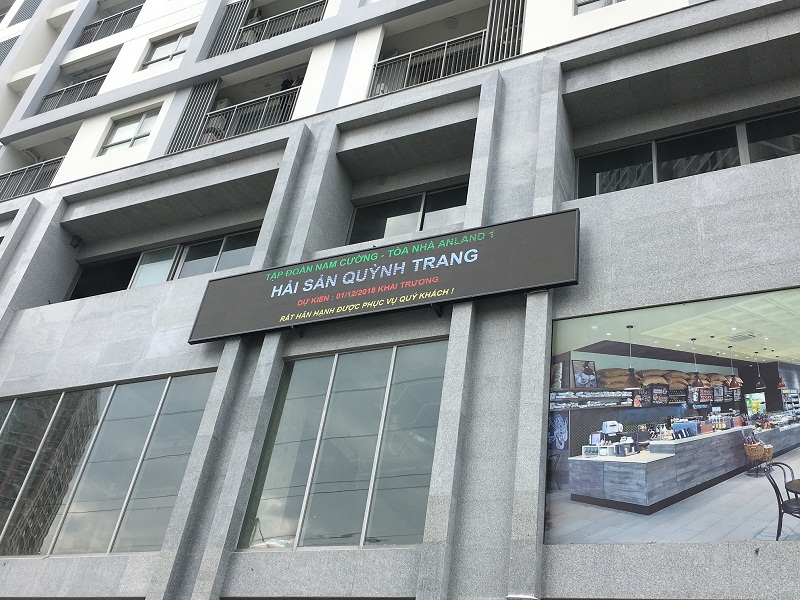 TẬP ĐOÀN NAM CƯỜNG - TÒA NHÀ ANLAND 1
HẢI SẢN QUỲNH TRANG
DỰ KIẾN : 01/12/2018 KHAI TRƯƠNG
RẤT HÂN HẠNH ĐƯỢC PHỤC VỤ QUÝ KHÁCH !